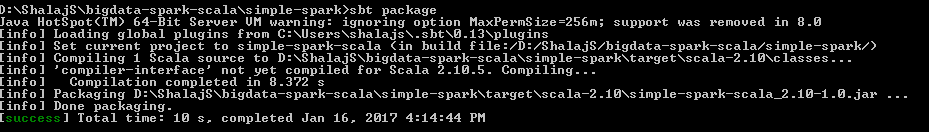 D:\ShalajS\bigdata-spark-scala\simple-spark>sbt package
Java HotSpot(TM) 64-Bit Server VM warning: ignoring option MaxPermSize=256m; support was removed in 8.0
[info] Loading global plugins from C:\Users\shalajs\.sbt\0.13\plugins
[info] Set current project to simple-spark-scala (in build file:/D:/ShalajS/bigdata-spark-scala/simple-spark/)
[info] Compiling 1 Scala source to D:\ShalajS\bigdata-spark-scala\simple-spark\target\scala-2.10\classes...
[info] 'compiler-interface' not yet compiled for Scala 2.10.5. Compiling...
[info]   Compilation completed in 8.372 s
[info] Packaging D:\ShalajS\bigdata-spark-scala\simple-spark\target\scala-2.10\simple-spark-scala_2.10-1.0.jar ...
[info] Done packaging.
[success] Total time: 10 s, completed Jan 16, 2017 4:14:44 PM